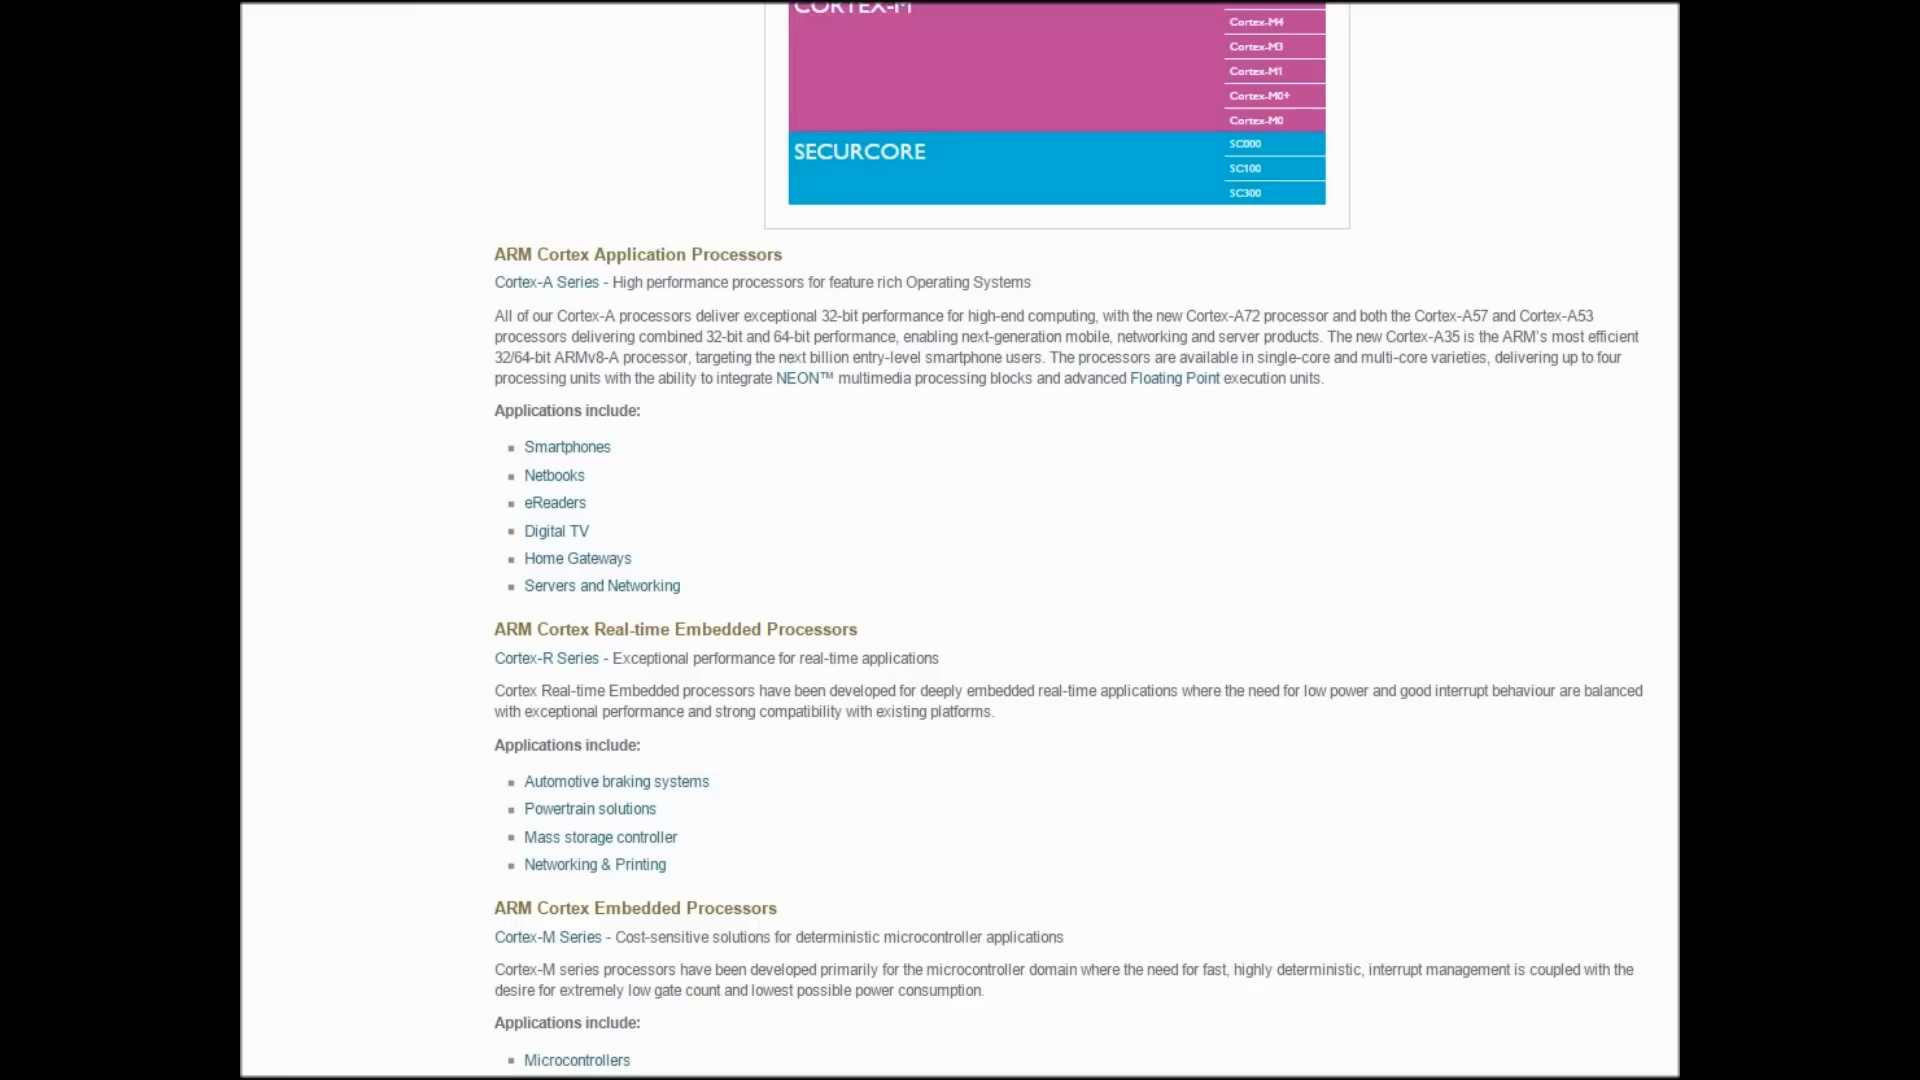 CORTEX-M
Cortex-M4
Cortex-M3
Cortex-M1
Cortex-M0+
Cortex-M0
SECURCORE
SC000
SC100
SC300
ARM Cortex Application Processors
Cortex-A Series - High performance processors for feature rich Operating Systems
All of our Cortex-A processors deliver exceptional 32-bit performance for high-end computing, with the new Cortex-A72 processor and both the Cortex-A57 and Cortex-A53
processors delivering combined 32-bit and 64-bit performance, enabling next-generation mobile, networking and server products. The new Cortex-A35 is the ARM's most efficient
32/64-bit ARMv8-A processor, targeting the next billion entry-level smartphone users. The processors are available in single-core and multi-core varieties, delivering up to four
processing units with the ability to integrate NEON™ multimedia processing blocks and advanced Floating Point execution units.
Applications include:
Smartphones
Netbooks
eReaders
Digital TV
Home Gateways
Servers and Networking
ARM Cortex Real-time Embedded Processors
Cortex-R Series - Exceptional performance for real-time applications
Cortex Real-time Embedded processors have been developed for deeply embedded real-time applications where the need for low power and good interrupt behaviour are balanced
with exceptional performance and strong compatibility with existing platforms.
Applications include:
Automotive braking systems
Powertrain solutions
Mass storage controller
Networking & Printing
ARM Cortex Embedded Processors
Cortex-M Series - Cost-sensitive solutions for deterministic microcontroller applications
Cortex-M series processors have been developed primarily for the microcontroller domain where the need for fast, highly deterministic, interrupt management is coupled with the
desire for extremely low gate count and lowest possible power consumption.
Applications include:
Microcontrollers